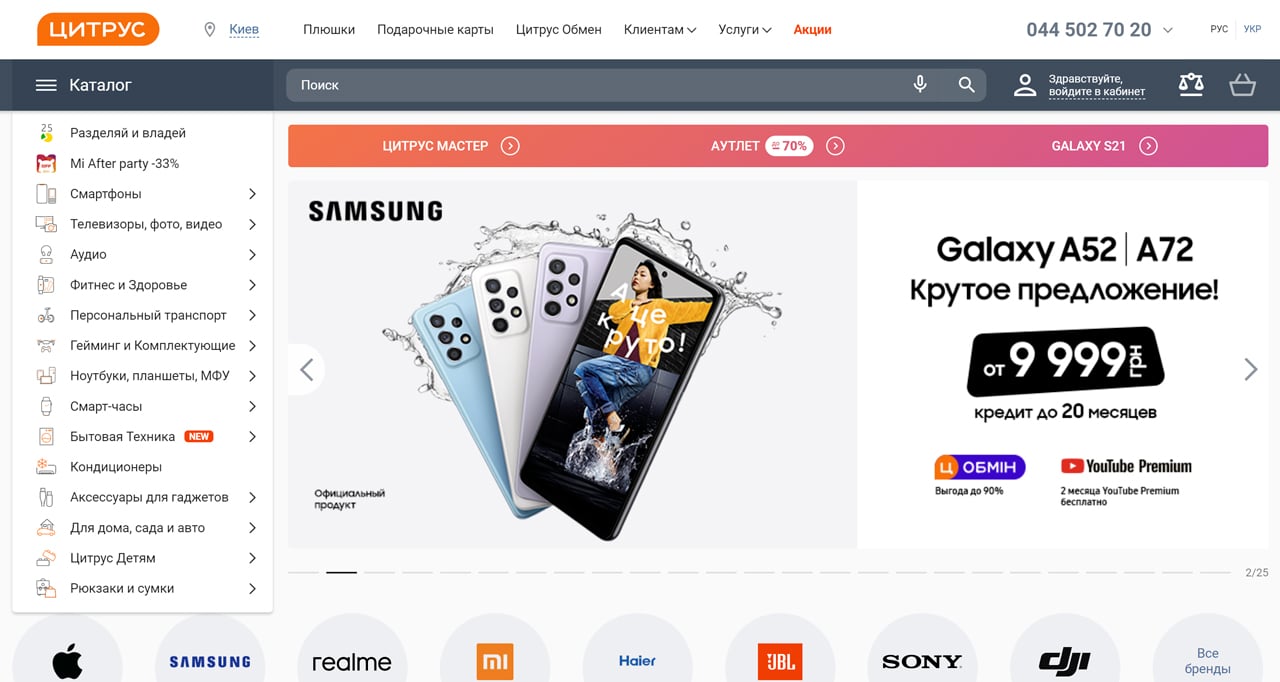 ЦИТРУС
Киев
Плюшки
Подарочные карты
Цитрус Обмен
Клиентам
Услуги
Акции
044 502 70 20
РУС
УКР
Каталог
Поиск
Здравствуйте,
войдите в кабинет
25
Разделяй и владей
Mi After party -33%
Смартфоны
Телевизоры, фото, видео
Аудио
Фитнес и Здоровье
Персональный транспорт
Гейминг и Комплектующие
Ноутбуки, планшеты, МФУ
Смарт-часы
Бытовая Техника NEW
Кондиционеры
Аксессуары для гаджетов
Для дома, сада и авто
Цитрус Детям
Рюкзаки и сумки
ЦИТРУС МАСТЕР
АУТЛЕТ до 70%
GALAXY S21
SAMSUNG
А
це
круто!
Официальный
продукт
Galaxy A52 | A72
Крутое предложение!
от 9 999 грн
кредит до 20 месяцев
Ц ОБМІН
Выгода до 90%
YouTube Premium
2 месяца YouTube Premium
бесплатно
2/25
SAMSUNG
realme
mi
Haier
JBL
SONY
dji
Все
бренды